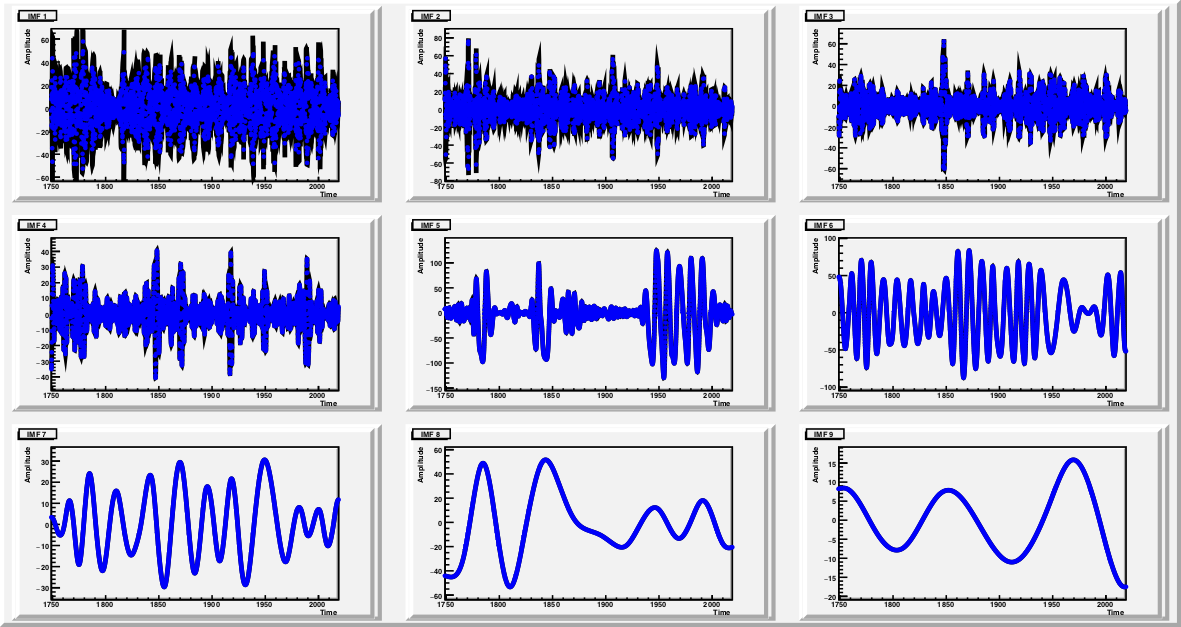 IMF 1
Amplitude
60
40
20
0
−20
−40
−60
1750 1800 1850 1900 1950 2000
Time
IMF 2
Amplitude
80
60
40
20
0
−20
−40
−60
−80
1750 1800 1850 1900 1950 2000
Time
IMF 3
Amplitude
60
40
20
0
−20
−40
−60
1750 1800 1850 1900 1950 2000
Time
IMF 4
Amplitude
40
30
20
10
0
−10
−20
−30
−40
1750 1800 1850 1900 1950 2000
Time
IMF 5
Amplitude
100
50
0
−50
−100
−150
1750 1800 1850 1900 1950 2000
Time
IMF 6
Amplitude
100
50
0
−50
−100
1750 1800 1850 1900 1950 2000
Time
IMF 7
Amplitude
30
20
10
0
−10
−20
−30
1750 1800 1850 1900 1950 2000
Time
IMF 8
Amplitude
60
40
20
0
−20
−40
−60
1750 1800 1850 1900 1950 2000
Time
IMF 9
Amplitude
15
10
5
0
−5
−10
−15
−20
1750 1800 1850 1900 1950 2000
Time